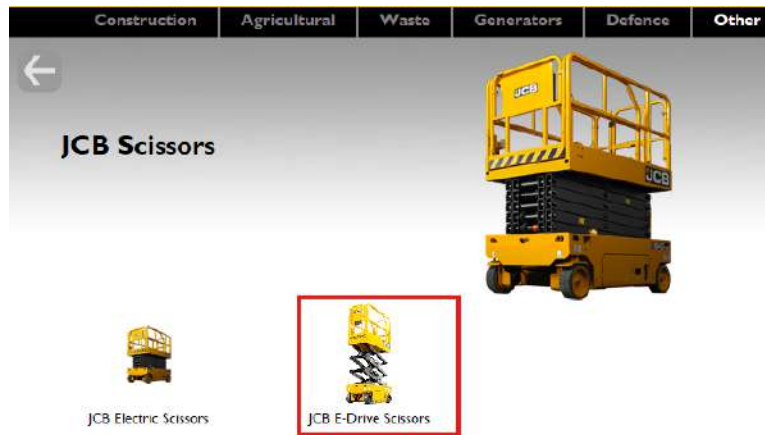 Construction Agricultural Waste Generators Defence Other
JCB
JCB Scissors
JCB
JCB Electric Scissors
JCB E-Drive Scissors